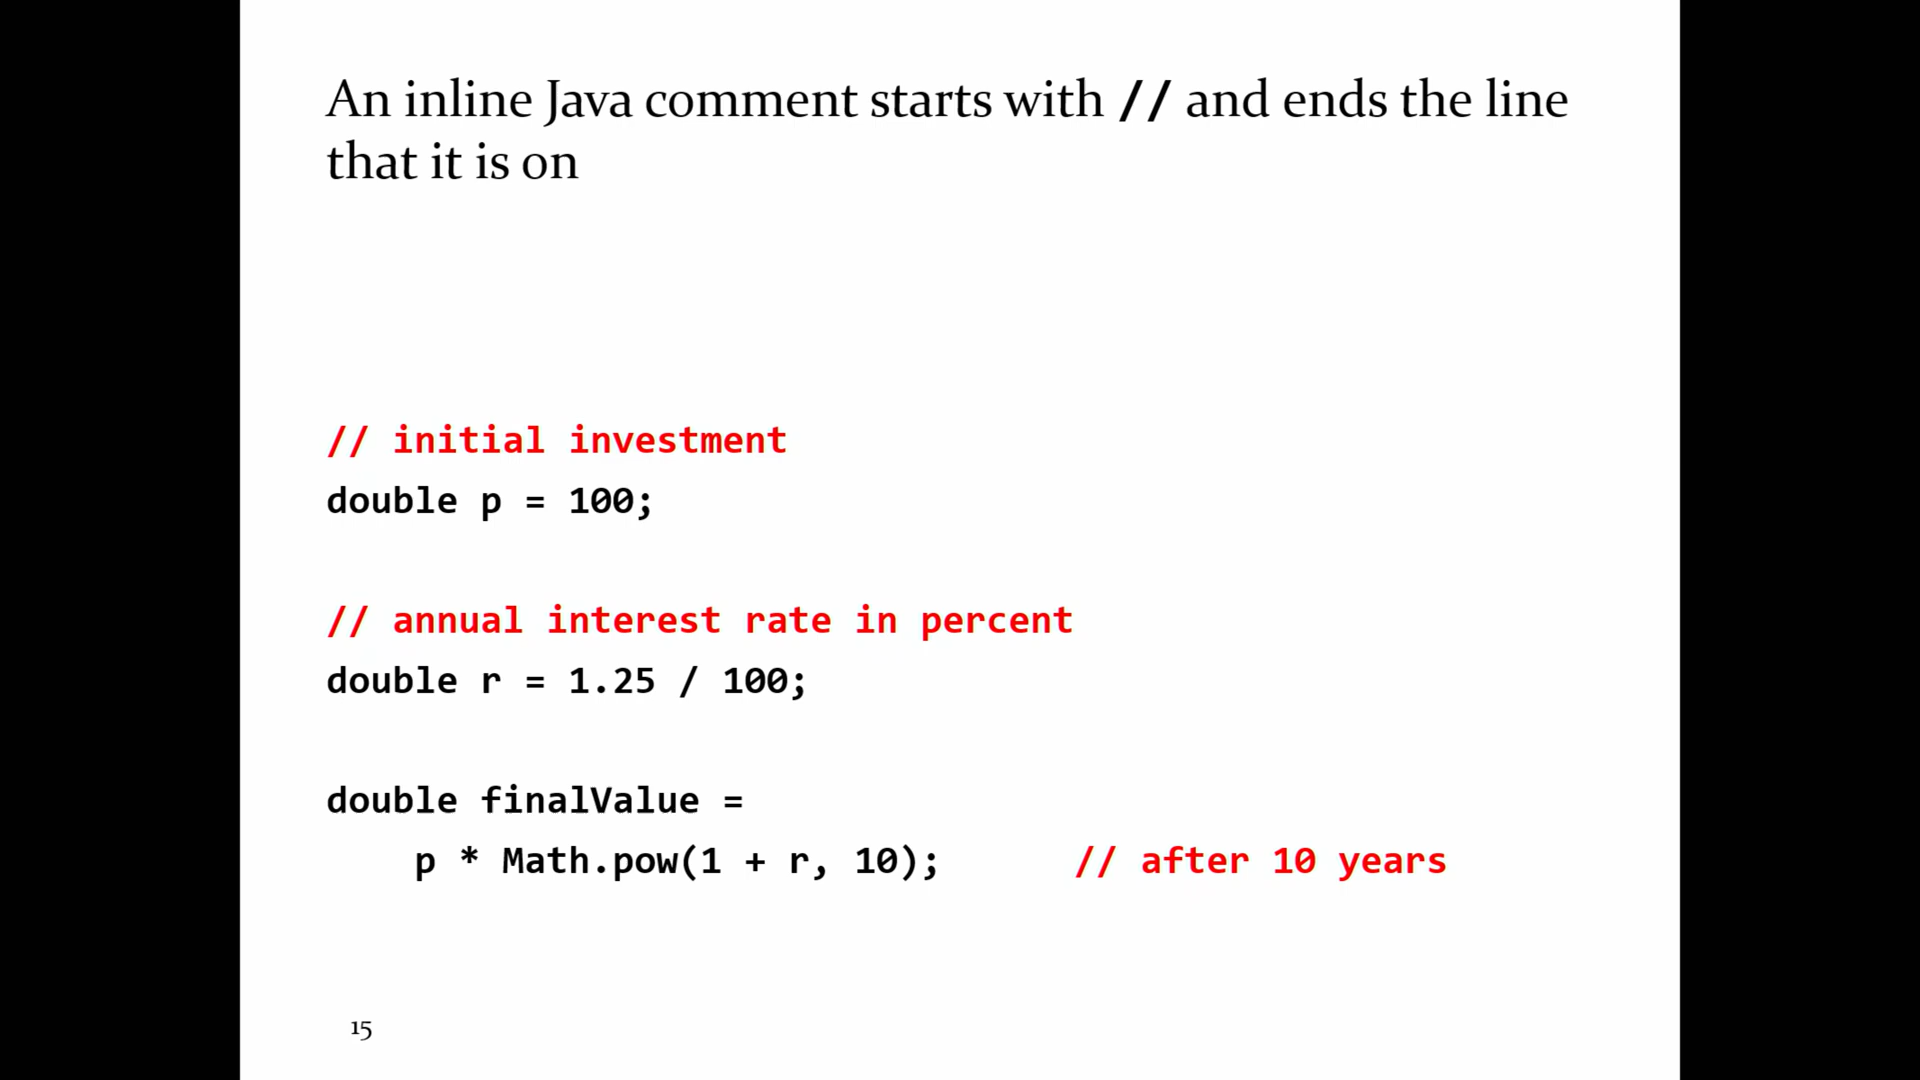 An inline Java comment starts with // and ends the line
that it is on
// initial investment
double p = 100;
// annual interest rate in percent
double r = 1.25 / 100;
double finalValue =
p * Math.pow(1 + r, 10); // after 10 years
15